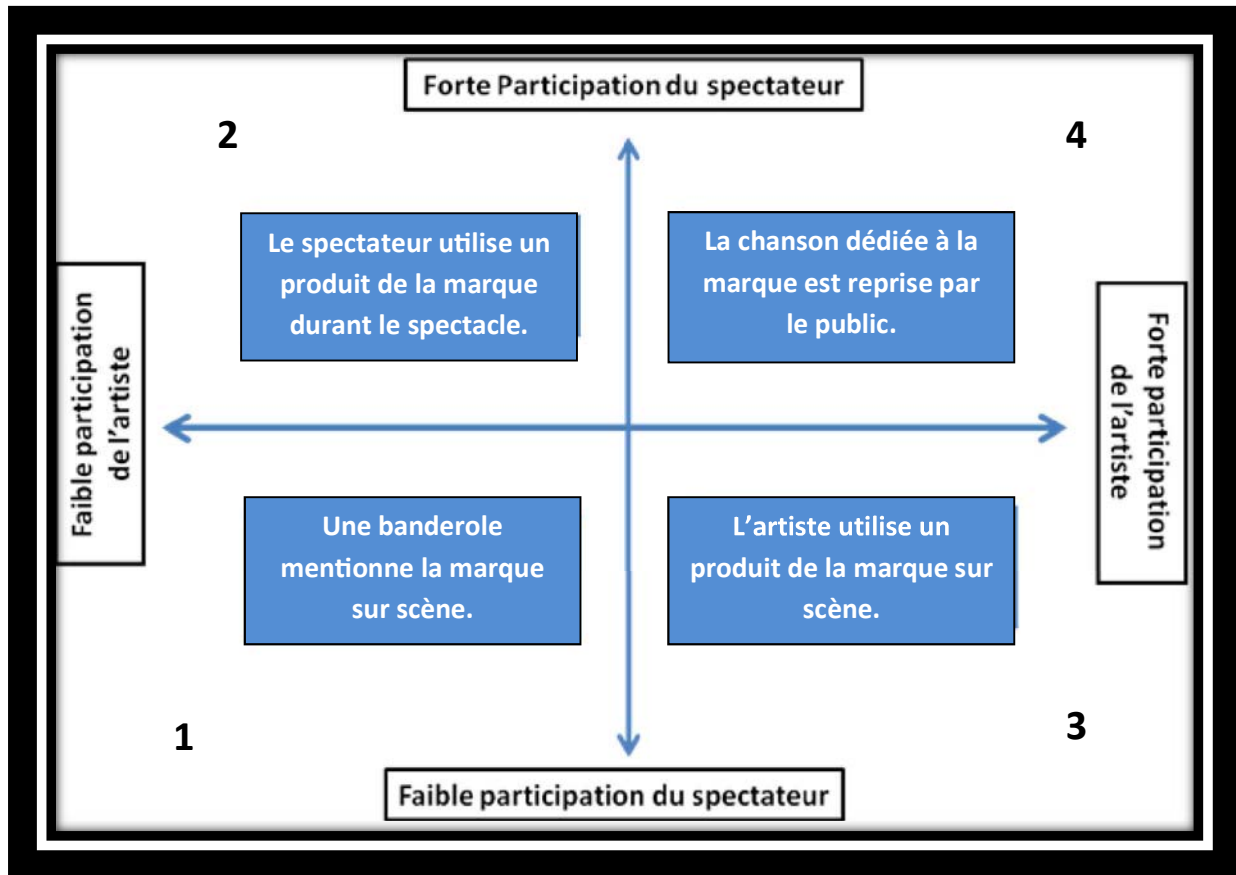 Forte Participation du spectateur
2
4
Le spectateur utilise un
produit de la marque
durant le spectacle.
La chanson dédiée à la
marque est reprise par
le public.
Faible participation
de l'artiste
Forte participation
de l'artiste
Une banderole
mentionne la marque
sur scène.
L'artiste utilise un
produit de la marque sur
scène.
1
3
Faible participation du spectateur